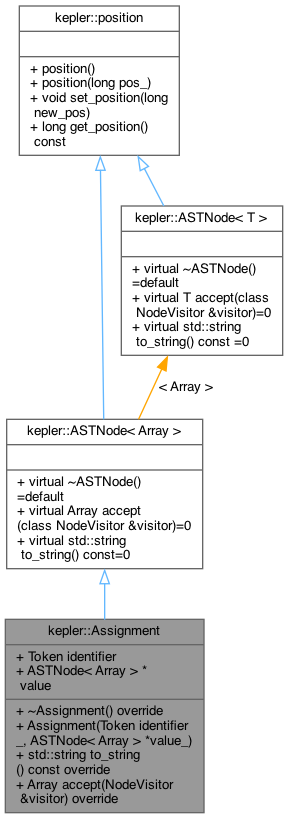 kepler::position
+ position()
+ position(long pos_)
+ void set_position(long
new_pos)
+ long get_position()
const
kepler::ASTNode< T >
+ virtual ~ASTNode()
=default
+ virtual T accept(class
NodeVisitor &visitor)=0
+ virtual std::string
to_string() const =0
< Array >
kepler::ASTNode< Array >
+ virtual ~ASTNode()
=default
+ virtual Array accept
(class NodeVisitor &visitor)=0
+ virtual std::string
to_string() const=0
kepler::Assignment
+ Token identifier
+ ASTNode< Array > *
value
+ ~Assignment() override
+ Assignment(Token identifier
_, ASTNode< Array > *value_)
+ std::string to_string
() const override
+ Array accept(NodeVisitor
&visitor) override